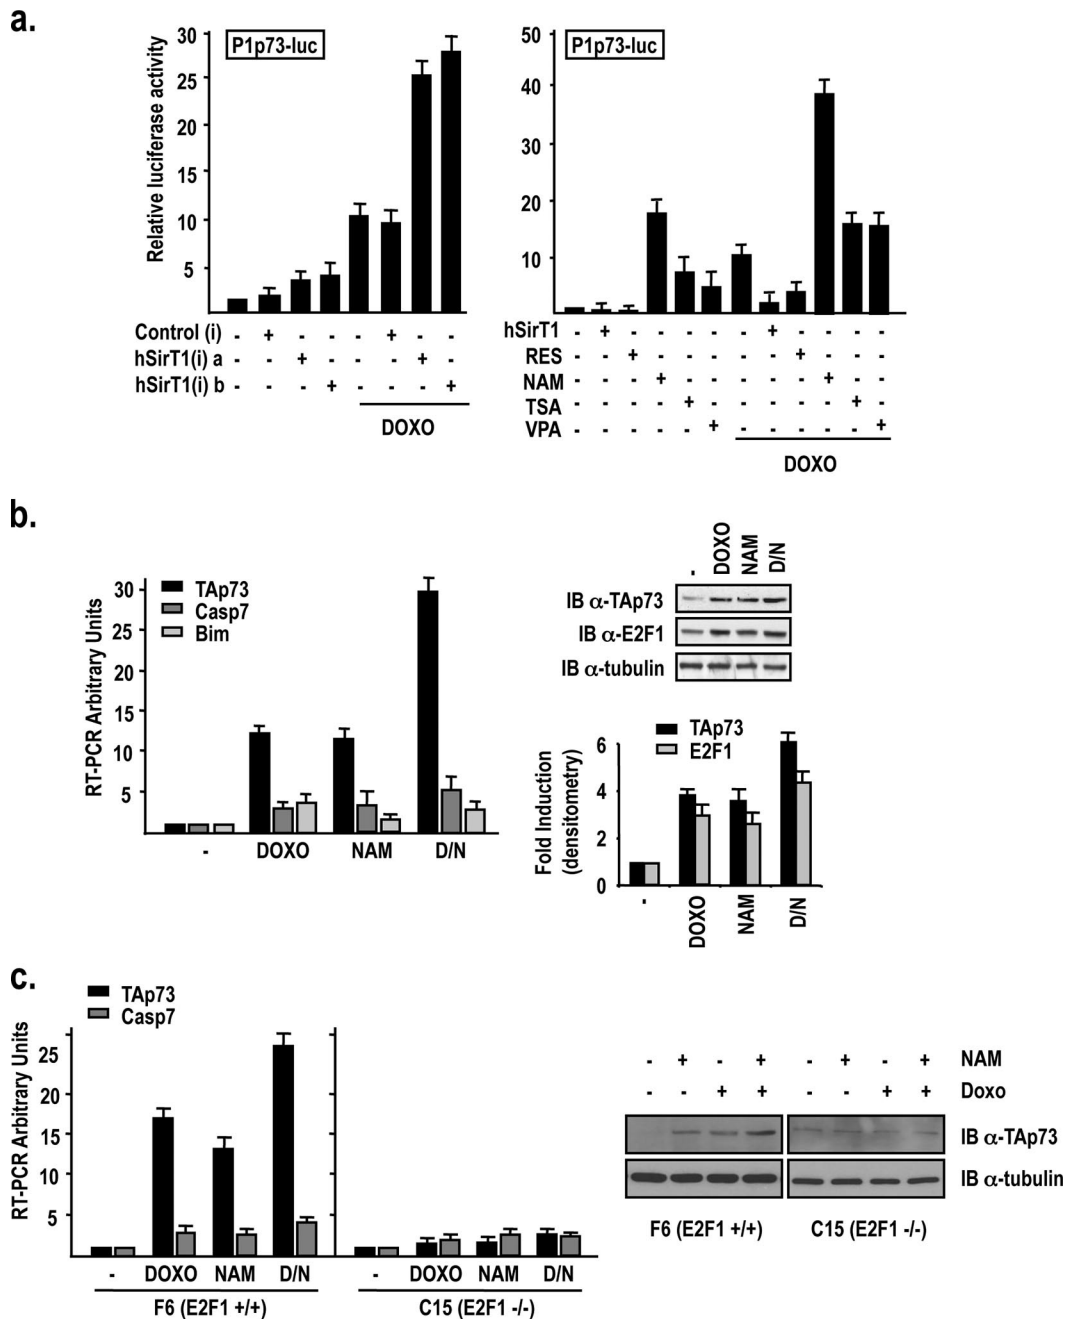 a.
P1p73-luc
Relative luciferase activity
30
25
20
15
10
5
Control (i) - + - - - + - -
hSirT1(i) a - - + - - - + -
hSirT1(i) b - - - + - - - +
DOXO
P1p73-luc
50
40
30
20
10
hSirT1 - + - - - - - + - - - -
RES - - + - - - - - + - - -
NAM - - - + - - - - - + - -
TSA - - - - + - - - - - + -
VPA - - - - - + - - - - - +
DOXO
b.
RT-PCR Arbitrary Units
30
25
20
15
10
5
TAp73
Casp7
Bim
- DOXO NAM D/N
- DOXO NAM D/N
IB α-TAp73
IB α-E2F1
IB α-tubulin
Fold Induction
(densitometry)
TAp73
E2F1
6
4
2
0
- DOXO NAM D/N
c.
TAp73
Casp7
RT-PCR Arbitrary Units
25
20
15
10
5
- DOXO NAM D/N - DOXO NAM D/N
F6 (E2F1 +/+) C15 (E2F1 -/-)
- + - + - + - + NAM
- - + + - - + + Doxo
IB α-TAp73
IB α-tubulin
F6 (E2F1 +/+) C15 (E2F1 -/-)